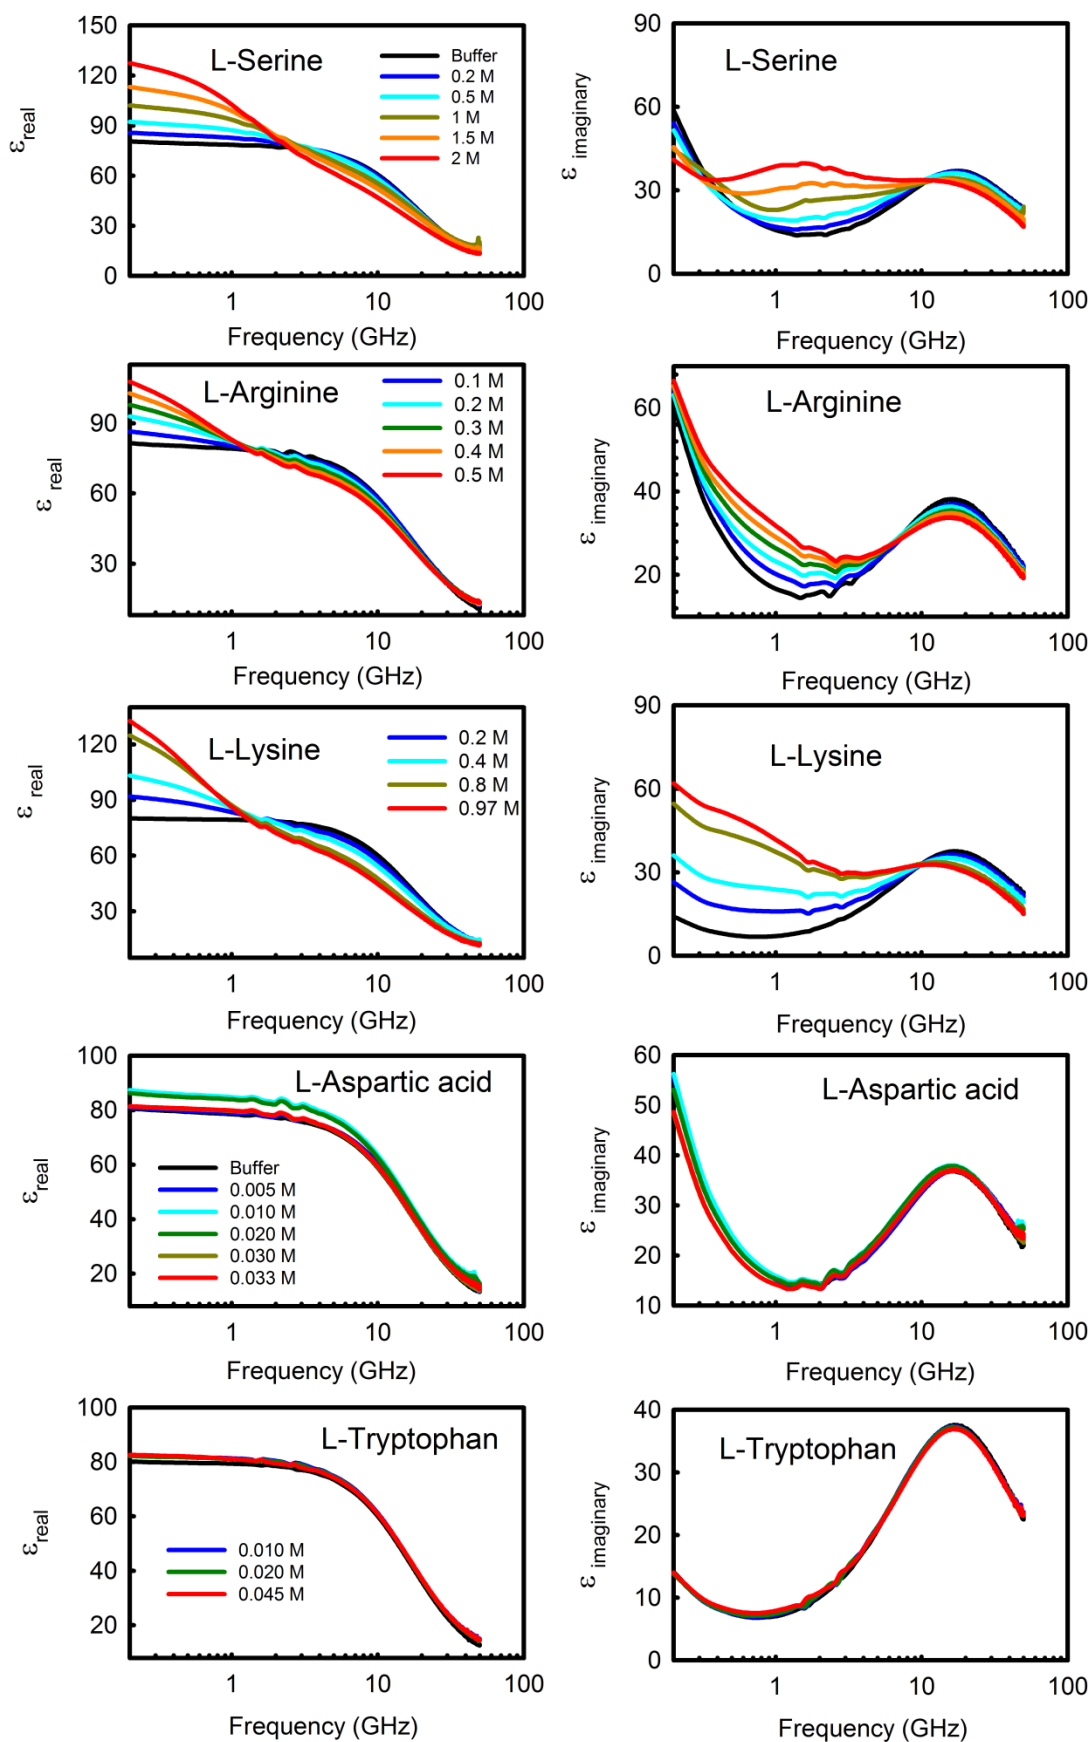 150
120
90
60
30
0
ε real
L-Serine
Buffer
0.2 M
0.5 M
1 M
1.5 M
2 M
1 10 100
Frequency (GHz)
90
60
30
0
ε imaginary
L-Serine
1 10 100
Frequency (GHz)
90
60
30
ε real
L-Arginine
0.1 M
0.2 M
0.3 M
0.4 M
0.5 M
1 10 100
Frequency (GHz)
60
40
20
ε imaginary
L-Arginine
1 10 100
Frequency (GHz)
120
90
60
30
ε real
L-Lysine
0.2 M
0.4 M
0.8 M
0.97 M
1 10 100
Frequency (GHz)
90
60
30
0
ε imaginary
L-Lysine
1 10 100
Frequency (GHz)
100
80
60
40
20
ε real
L-Aspartic acid
Buffer
0.005 M
0.010 M
0.020 M
0.030 M
0.033 M
1 10 100
Frequency (GHz)
60
50
40
30
20
10
ε imaginary
L-Aspartic acid
1 10 100
Frequency (GHz)
100
80
60
40
20
ε real
L-Tryptophan
0.010 M
0.020 M
0.045 M
1 10 100
Frequency (GHz)
40
30
20
10
0
ε imaginary
L-Tryptophan
1 10 100
Frequency (GHz)